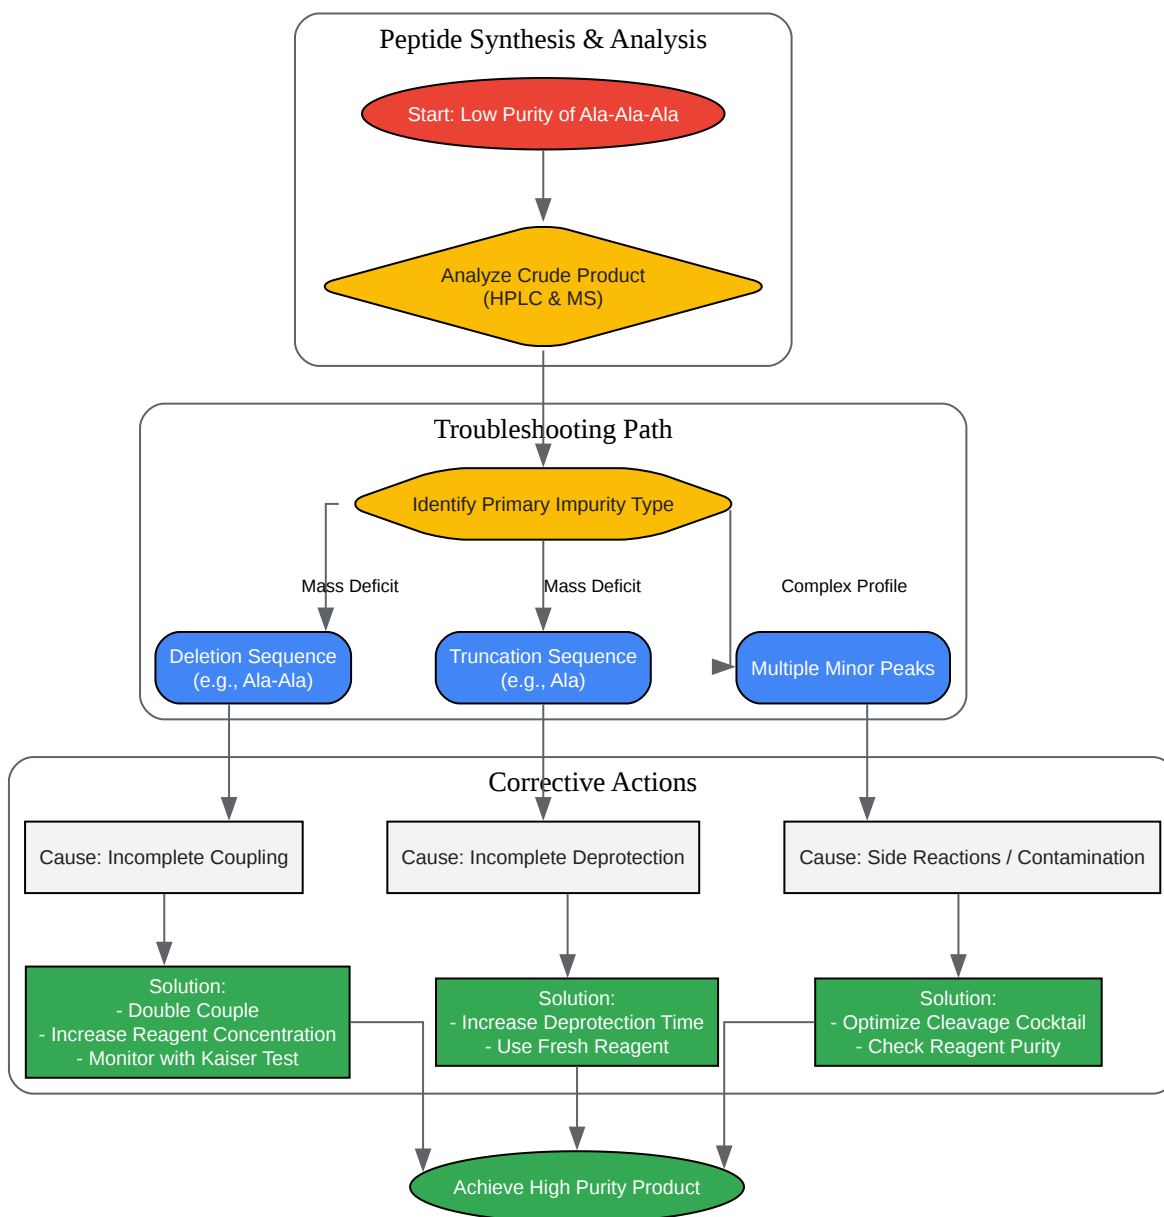 Peptide Synthesis & Analysis
Start: Low Purity of Ala-Ala-Ala
Analyze Crude Product
(HPLC & MS)
Troubleshooting Path
Identify Primary Impurity Type
Mass Deficit
Mass Deficit
Complex Profile
Deletion Sequence
(e.g., Ala-Ala)
Truncation Sequence
(e.g., Ala)
Multiple Minor Peaks
Corrective Actions
Cause: Incomplete Coupling
Cause: Incomplete Deprotection
Cause: Side Reactions / Contamination
Solution:
- Double Couple
- Increase Reagent Concentration
- Monitor with Kaiser Test
Solution:
- Increase Deprotection Time
- Use Fresh Reagent
Solution:
- Optimize Cleavage Cocktail
- Check Reagent Purity
Achieve High Purity Product